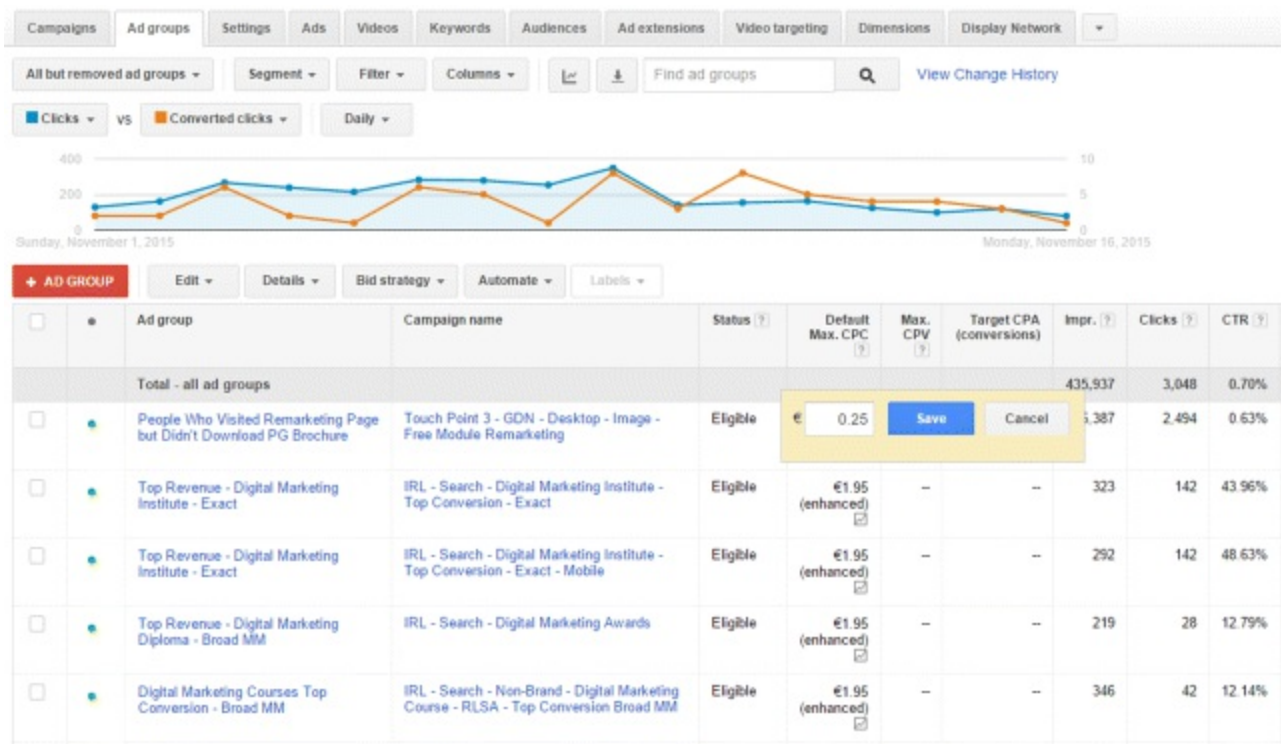 Campaigns Ad groups Settings Ads Videos Keywords Audiences Ad extensions Video targeting Dimensions Display Network
All but removed ad groups Segment Filter Columns Find ad groups View Change History
Clicks vs Converted clicks Daily
400 10
200 5
0 0
Sunday, November 1, 2015 Monday, November 16, 2015
+ AD GROUP Edit Details Bid strategy Automate Labels
Ad group Campaign name Status ? Default Max. Target CPA Impr. ? Clicks ? CTR ?
Max. CPC CPV (conversions)
? ?
Total - all ad groups 435,937 3,048 0.70%
People Who Visited Remarketing Page Touch Point 3 - GDN - Desktop - Image - Eligible € 0.25 Save Cancel ,387 2,494 0.63%
but Didn't Download PG Brochure Free Module Remarketing
Top Revenue - Digital Marketing IRL - Search - Digital Marketing Institute - Eligible €1.95 -- -- 323 142 43.96%
Institute - Exact Top Conversion - Exact (enhanced)
Top Revenue - Digital Marketing IRL - Search - Digital Marketing Institute - Eligible €1.95 -- -- 292 142 48.63%
Institute - Exact Top Conversion - Exact - Mobile (enhanced)
Top Revenue - Digital Marketing IRL - Search - Digital Marketing Awards Eligible €1.95 -- -- 219 28 12.79%
Diploma - Broad MM (enhanced)
Digital Marketing Courses Top IRL - Search - Non-Brand - Digital Marketing Eligible €1.95 -- -- 346 42 12.14%
Conversion - Broad MM Course - RLSA - Top Conversion Broad MM (enhanced)